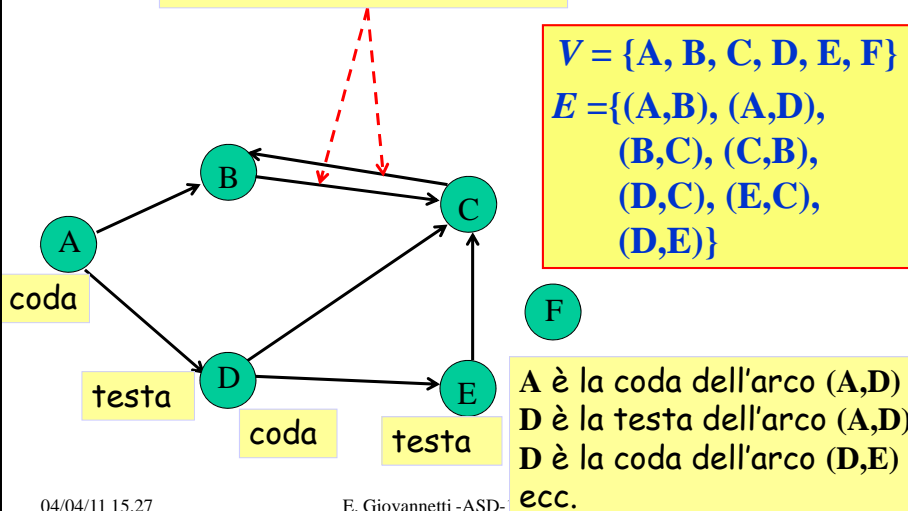 V = {A, B, C, D, E, F}
E ={(A,B), (A,D),
(B,C), (C,B),
(D,C), (E,C),
(D,E)}
B
C
A
coda
F
D
testa
E
coda
testa
A è la coda dell'arco (A,D)
D è la testa dell'arco (A,D)
D è la coda dell'arco (D,E)
ecc.
04/04/11 15.27
E. Giovannetti -ASD-